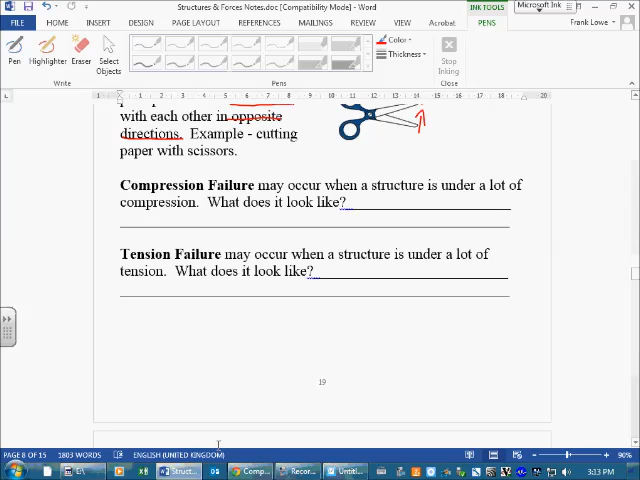 Structures & Forces Notes.doc [Compatibility Mode] - Word
INK TOOLS
Microsoft Ink
FILE HOME INSERT DESIGN PAGE LAYOUT REFERENCES MAILINGS REVIEW VIEW Acrobat PENS
Frank Lowe
Pen Highlighter Eraser Select Objects
Color
Thickness
Stop Inking
Write Pens Close
with each other in opposite
directions. Example - cutting
paper with scissors.
Compression Failure may occur when a structure is under a lot of
compression. What does it look like?
Tension Failure may occur when a structure is under a lot of
tension. What does it look like?
19
PAGE 8 OF 15 1803 WORDS ENGLISH (UNITED KINGDOM) 90%
E:\ Struct... Comp... Recor... Untitl... 3:13 PM